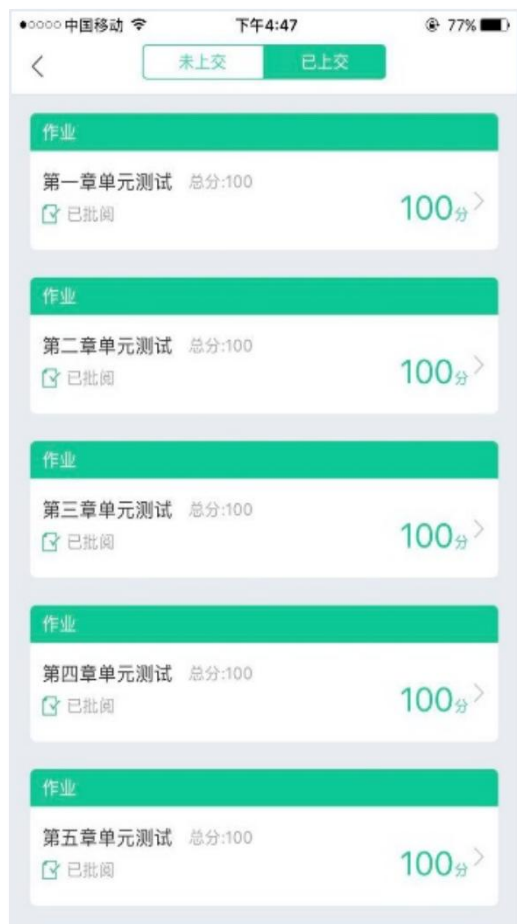 中国移动 下午4:47 77%
未上交 已上交
作业
第一章单元测试 总分:100
已批阅 100分
作业
第二章单元测试 总分:100
已批阅 100分
作业
第三章单元测试 总分:100
已批阅 100分
作业
第四章单元测试 总分:100
已批阅 100分
作业
第五章单元测试 总分:100
已批阅 100分